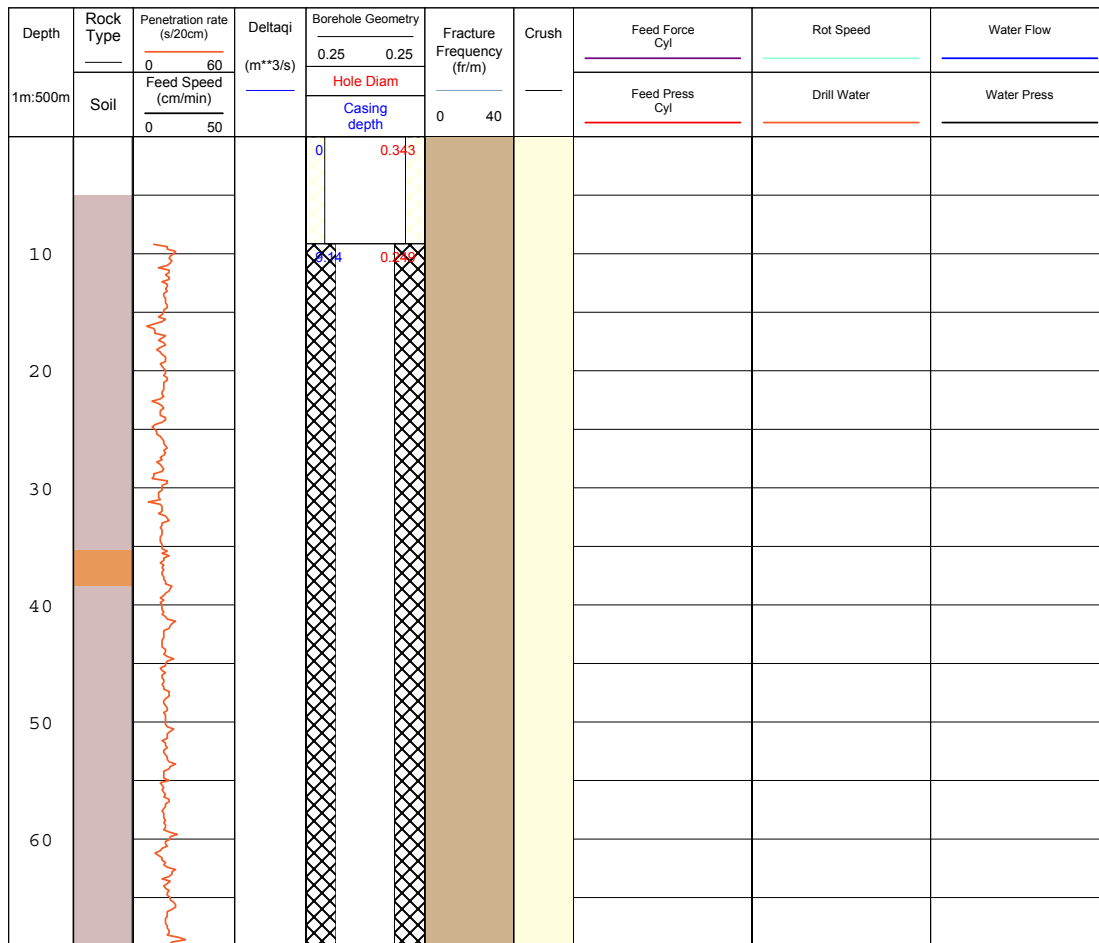 Depth
1m:500m
Rock
Type
Soil
Penetration rate
(s/20cm)
0 60
Feed Speed
(cm/min)
0 50
Deltaqi
(m**3/s)
Borehole Geometry
0.25 0.25
Hole Diam
Casing
depth
Fracture
Frequency
(fr/m)
0 40
Crush
Feed Force
Cyl
Feed Press
Cyl
Rot Speed
Drill Water
Water Flow
Water Press
0 0.343
10
9.14 0.249
20
30
40
50
60